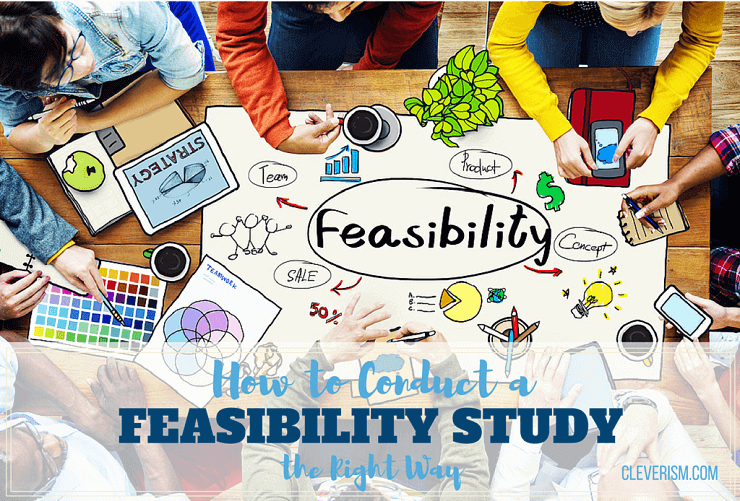 STRATEGY
Team
Product
Feasibility
Concept
SALE
50%
TEAMWORK
A.
B.
C.
How to Conduct a
FEASIBILITY STUDY
the Right Way
CLEVERISM.COM